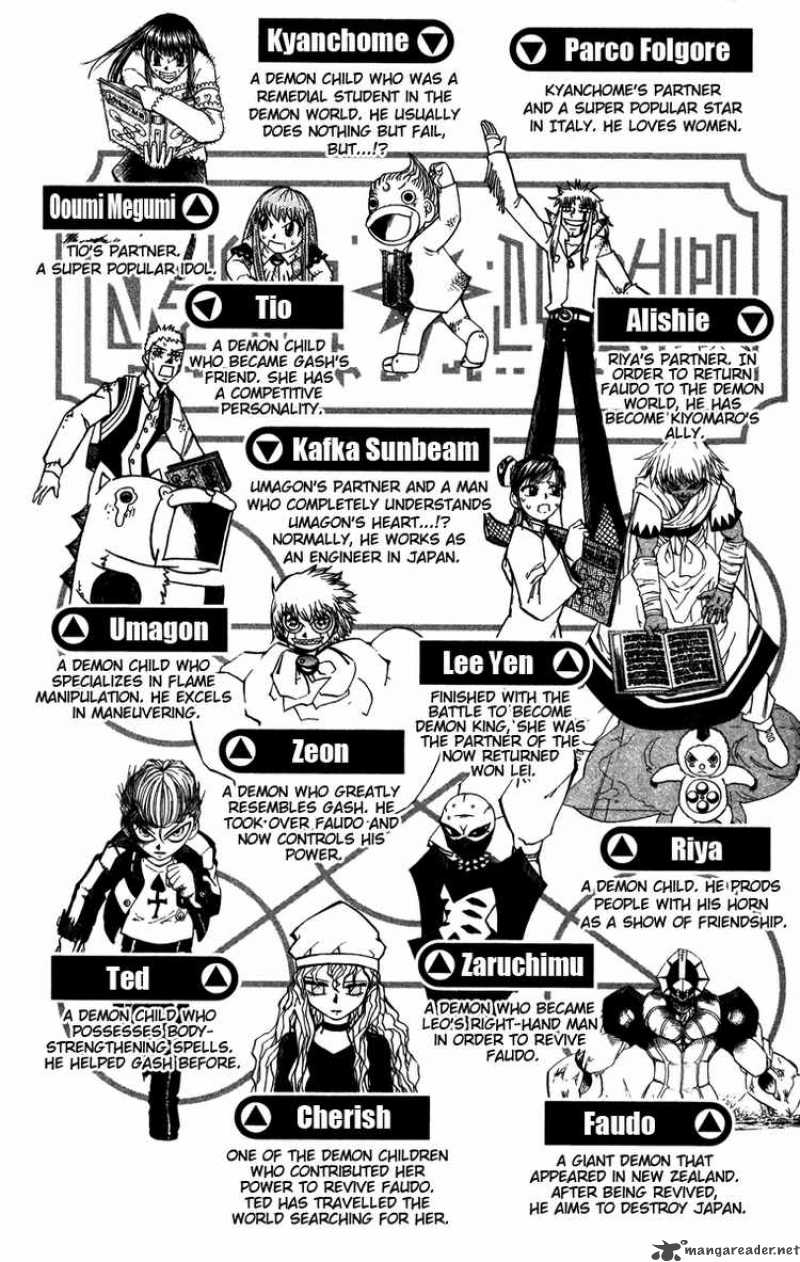 Kyanchome
A DEMON CHILD WHO WAS A
REMEDIAL STUDENT IN THE
DEMON WORLD. HE USUALLY
DOES NOTHING BUT FAIL,
BUT...!?
Parco Folgore
KYANCHOME'S PARTNER
AND A SUPER POPULAR STAR
IN ITALY. HE LOVES WOMEN.
Ooumi Megumi
TIO'S PARTNER.
A SUPER POPULAR IDOL.
Tio
A DEMON CHILD
WHO BECAME GASH'S
FRIEND. SHE HAS
A COMPETITIVE
PERSONALITY.
Alishie
RIYA'S PARTNER. IN
ORDER TO RETURN
FAUDO TO THE DEMON
WORLD, HE HAS
BECOME KIYOMARO'S
ALLY.
Kafka Sunbeam
UMAGON'S PARTNER AND A MAN
WHO COMPLETELY UNDERSTANDS
UMAGON'S HEART...!?
NORMALLY, HE WORKS AS
AN ENGINEER IN JAPAN.
Umagon
A DEMON CHILD WHO
SPECIALIZES IN FLAME
MANIPULATION. HE EXCELS
IN MANEUVERING.
Lee Yen
FINISHED WITH THE
BATTLE TO BECOME
DEMON KING, SHE WAS
THE PARTNER OF THE
NOW RETURNED
WON LEI.
Zeon
A DEMON WHO GREATLY
RESEMBLES GASH. HE
TOOK OVER FAUDO AND
NOW CONTROLS HIS
POWER.
Riya
A DEMON CHILD. HE PRODS
PEOPLE WITH HIS HORN
AS A SHOW OF FRIENDSHIP.
Ted
A DEMON CHILD WHO
POSSESSES BODY-
STRENGTHENING SPELLS.
HE HELPED GASH BEFORE.
Zaruchimu
A DEMON WHO BECAME
LEO'S RIGHT-HAND MAN
IN ORDER TO REVIVE
FAUDO.
Cherish
ONE OF THE DEMON CHILDREN
WHO CONTRIBUTED HER
POWER TO REVIVE FAUDO.
TED HAS TRAVELLED THE
WORLD SEARCHING FOR HER.
Faudo
A GIANT DEMON THAT
APPEARED IN NEW ZEALAND.
AFTER BEING REVIVED,
HE AIMS TO DESTROY JAPAN.
mangareader.net